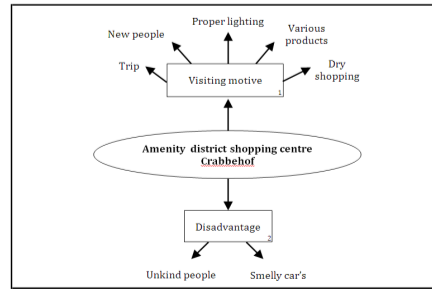 Proper lighting
New people
Various
products
Trip
Dry
shopping
Visiting motive
1
Amenity district shopping centre
Crabbehof
Disadvantage
2
Unkind people
Smelly car's